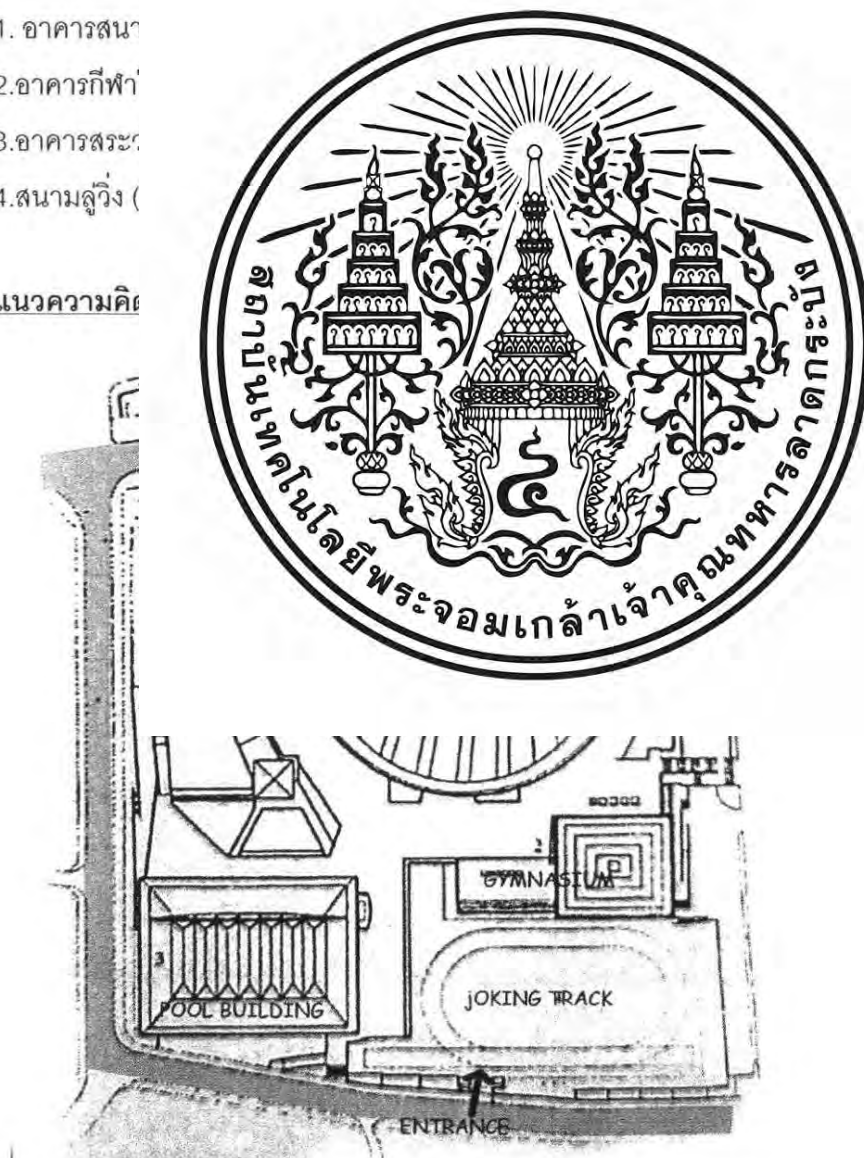 1. อาคารสนา
2.อาคารกีฬา
3.อาคารสระว
4.สนามลู่วิ่ง (
แนวความคิด
สถาบันเทคโนโลยีพระจอมเกล้าเจ้าคุณทหารลาดกระบัง
๔
GYMNASIUM
3
POOL BUILDING
jOKING TRACK
ENTRANCE